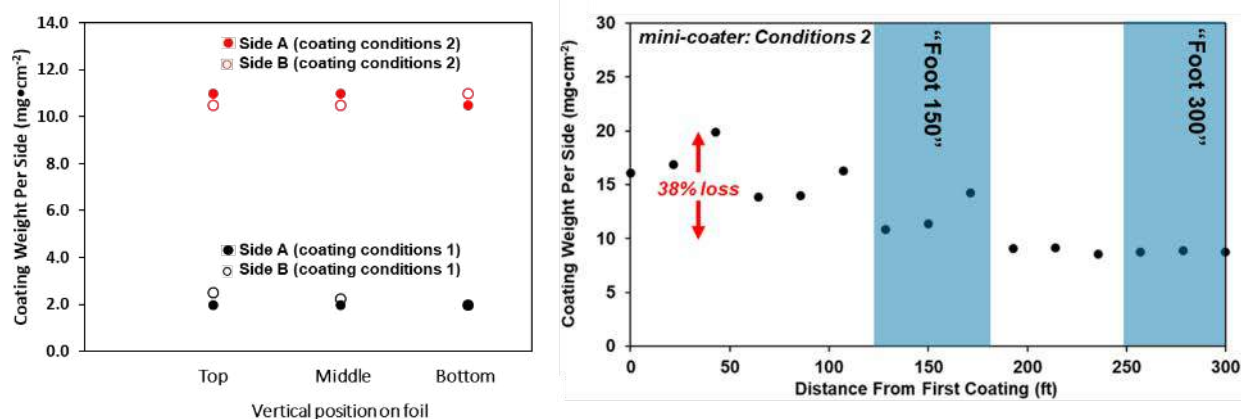 14.0
12.0
10.0
8.0
6.0
4.0
2.0
0.0
Coating Weight Per Side (mg•cm-2)
Side A (coating conditions 2)
Side B (coating conditions 2)
Side A (coating conditions 1)
Side B (coating conditions 1)
Top Middle Bottom
Vertical position on foil
30
25
20
15
10
5
0
Coating Weight Per Side (mg•cm-2)
mini-coater: Conditions 2
38% loss
“Foot 150”
“Foot 300”
0 50 100 150 200 250 300
Distance From First Coating (ft)